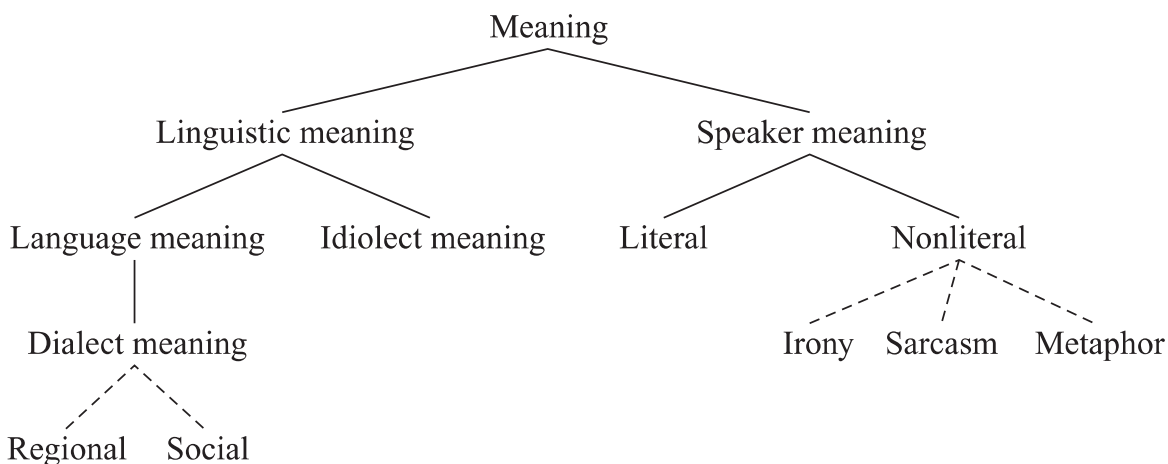 Meaning
Linguistic meaning Speaker meaning
Language meaning Idiolect meaning Literal Nonliteral
Dialect meaning Irony Sarcasm Metaphor
Regional Social